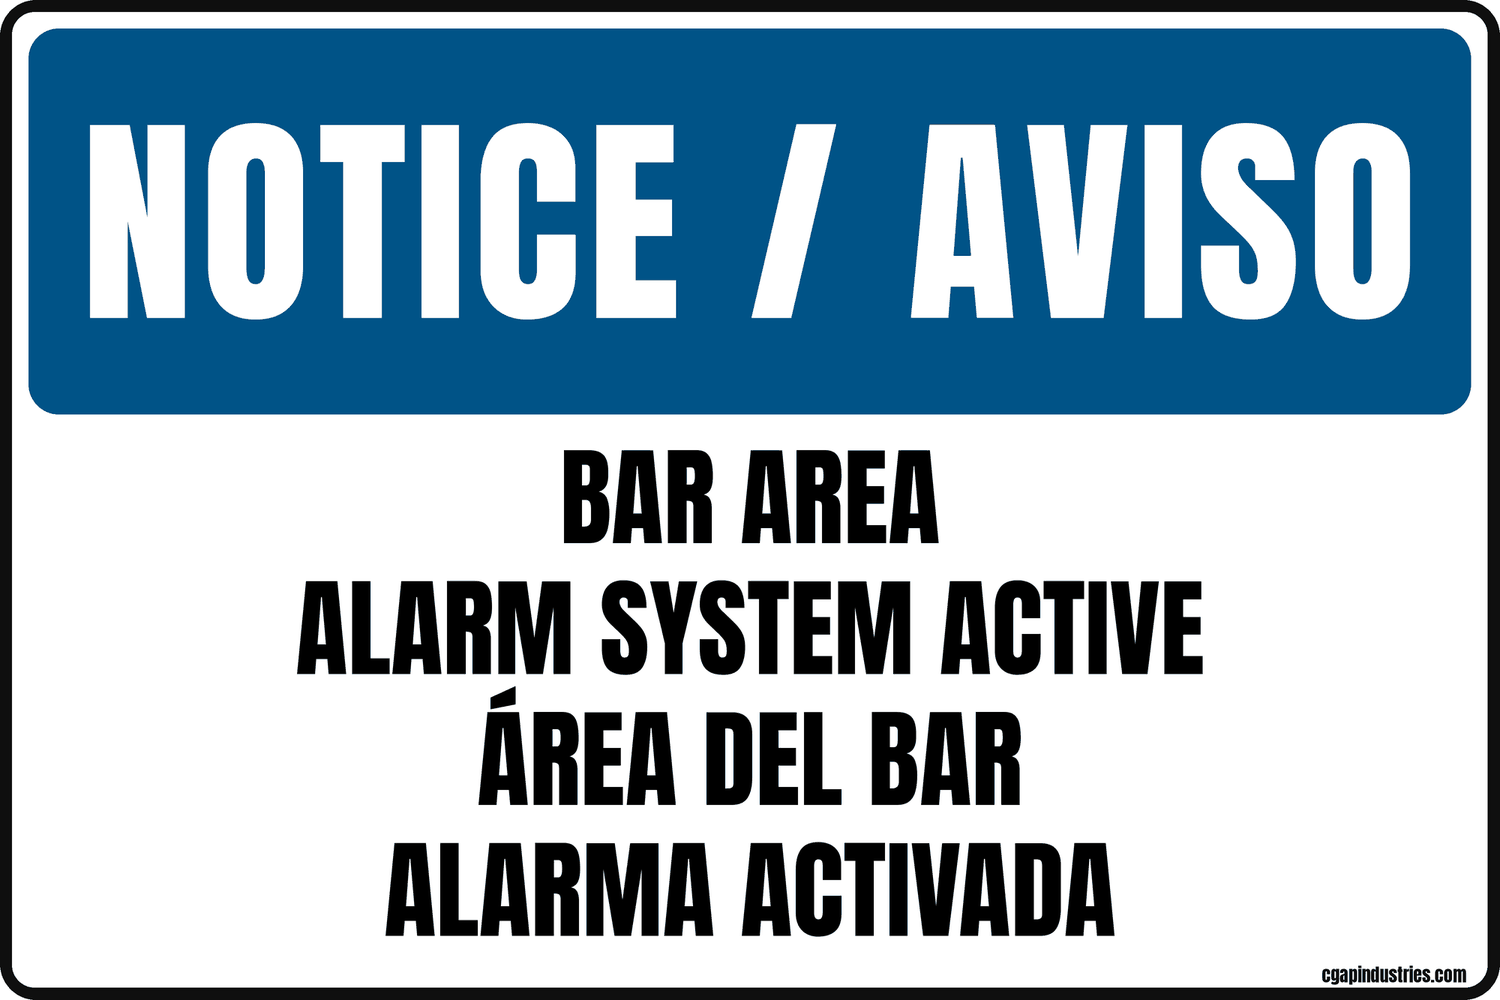 NOTICE / AVISO
BAR AREA
ALARM SYSTEM ACTIVE
ÁREA DEL BAR
ALARMA ACTIVADA
cgapindustries.com